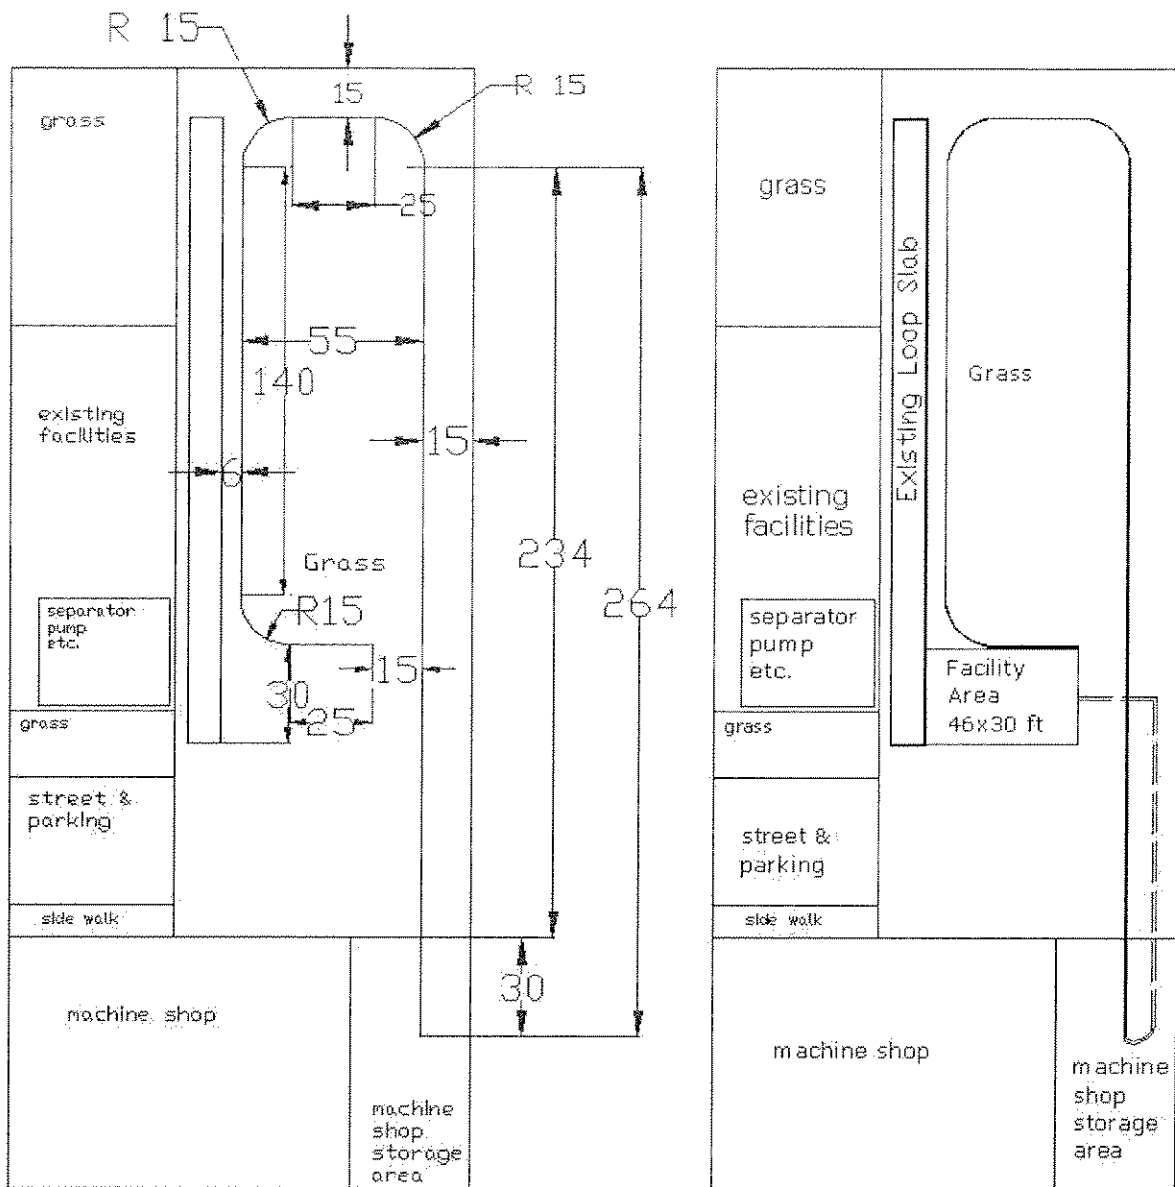 R 15
15
R 15
grass
25
55
140
existing
facilities
15
6
234
Grass
264
R15
separator
pump
etc.
15
30
25
grass
street &
parking
side walk
30
machine shop
machine
shop
storage
area
grass
Existing Loop Slab
Grass
existing
facilities
separator
pump
etc.
Facility
Area
46x30 ft
grass
street &
parking
side walk
machine shop
machine
shop
storage
area